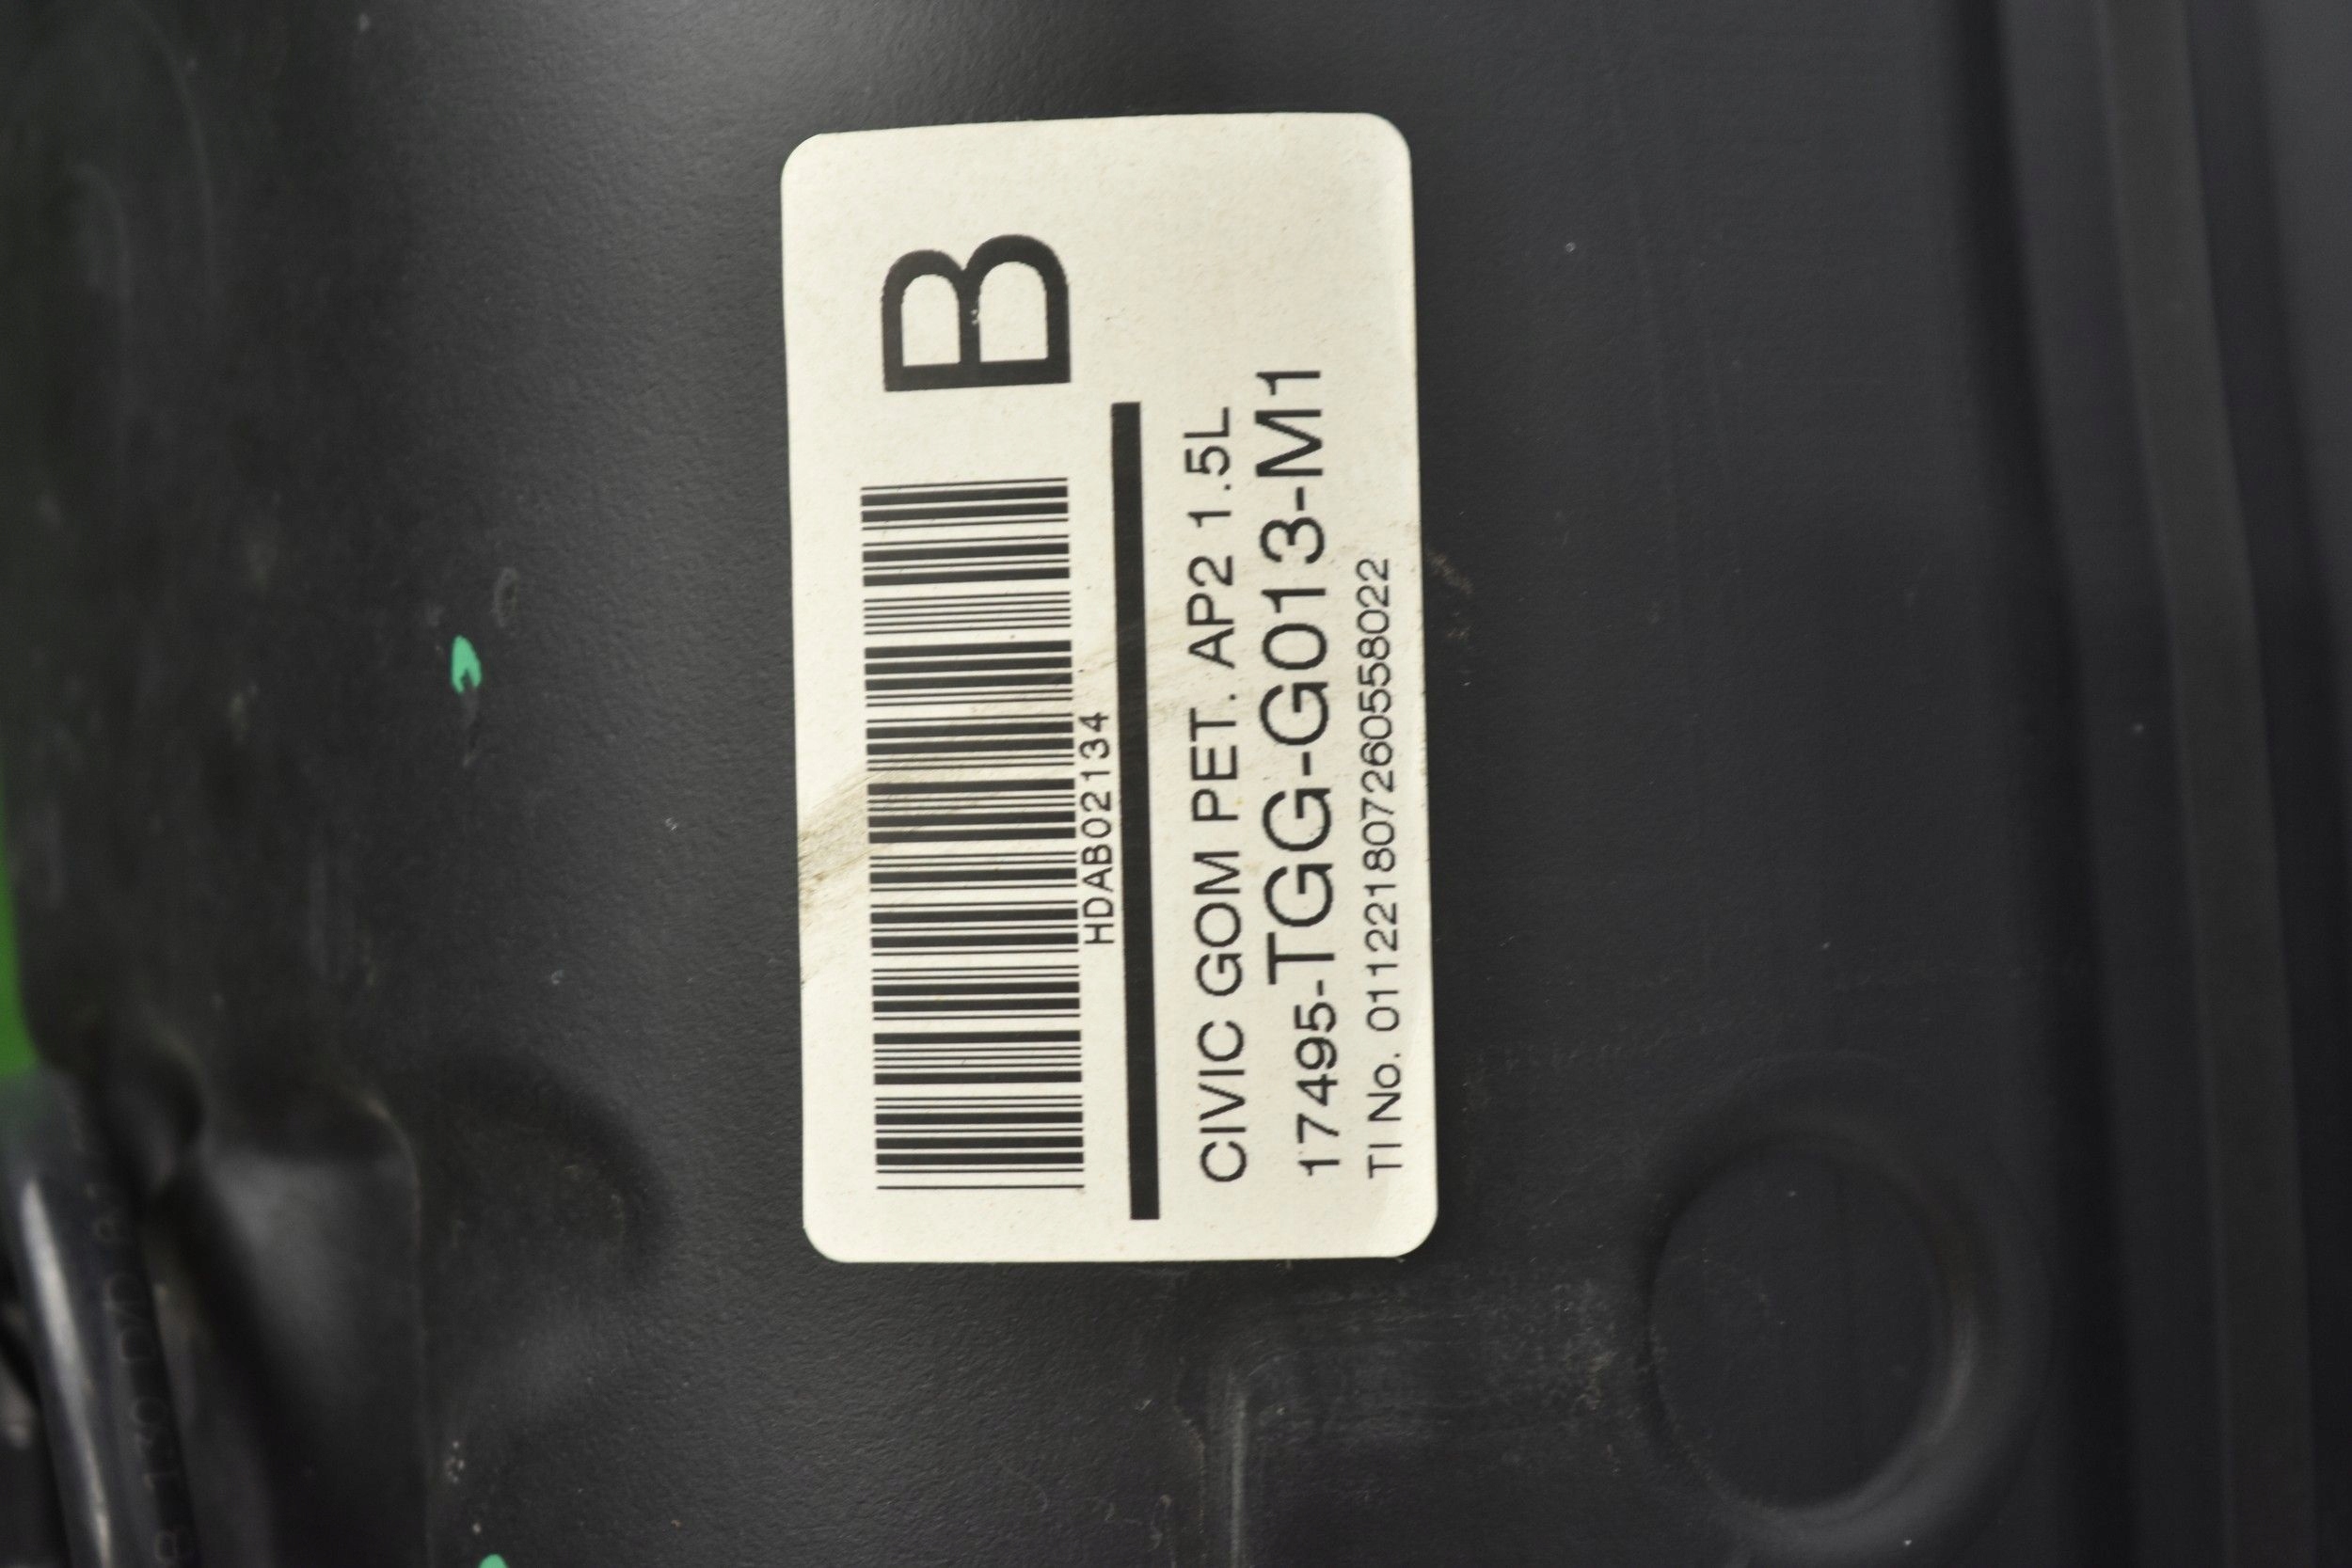 B
HDAB02134
CIVIC GOM PET. AP2 1.5L
17495-TGG-G013-M1
TI No. 011221807260558022